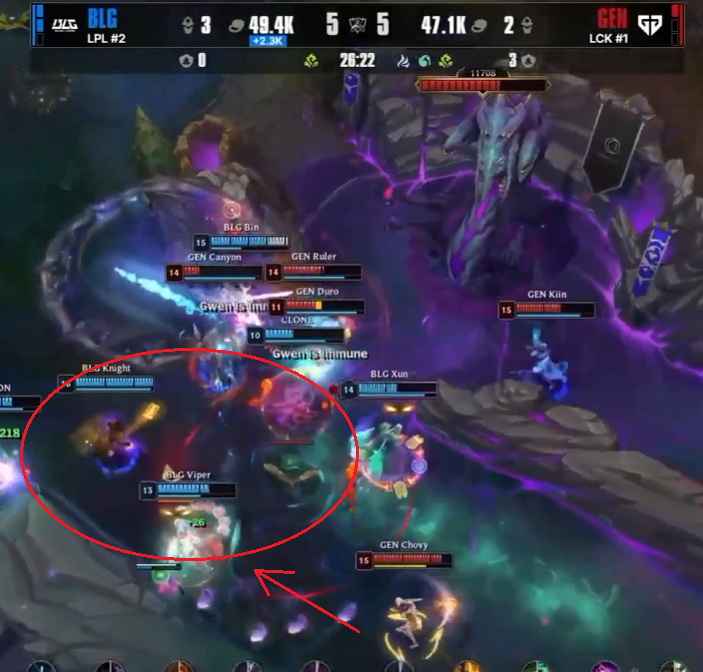 BLG
LPL #2
3
49.4K
+2.3K
5
5
47.1K
2
GEN
LCK #1
0
26:22
3
11708
BLG Bin
15
GEN Canyon
14
GEN Ruler
14
GEN Duro
11
Gwen is Imm
CLONE
10
Gwen is Immune
GEN Kiin
15
BLG Knight
BLG Xun
14
ON
218
BLG Viper
13
+26
GEN Chovy
15